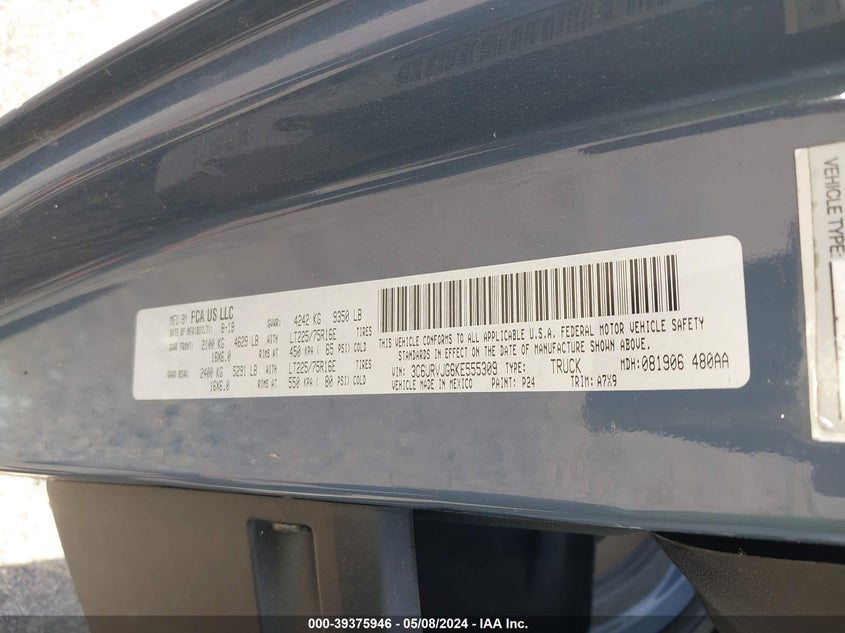 MFD BY FCA US LLC
DATE OF MFR(BUILT): 8-19 GVWR: 4242 KG 9350 LB
GAWR FRONT: 2100 KG 4629 LB WITH LT225/75R16E TIRES
16X6.0 RIMS AT 450 KPA ( 65 PSI) COLD
GAWR REAR: 2400 KG 5291 LB WITH LT225/75R16E TIRES
16X6.0 RIMS AT 550 KPA ( 80 PSI) COLD
THIS VEHICLE CONFORMS TO ALL APPLICABLE U.S.A. FEDERAL MOTOR VEHICLE SAFETY
STANDARDS IN EFFECT ON THE DATE OF MANUFACTURE SHOWN ABOVE.
VIN: 3C6URVJG6KE555309 TYPE: TRUCK MDH: 081906 480AA
VEHICLE MADE IN MEXICO PAINT: P24 TRIM: A7X9
VEHICLE TYPE:
000-39375946 - 05/08/2024 - IAA Inc.